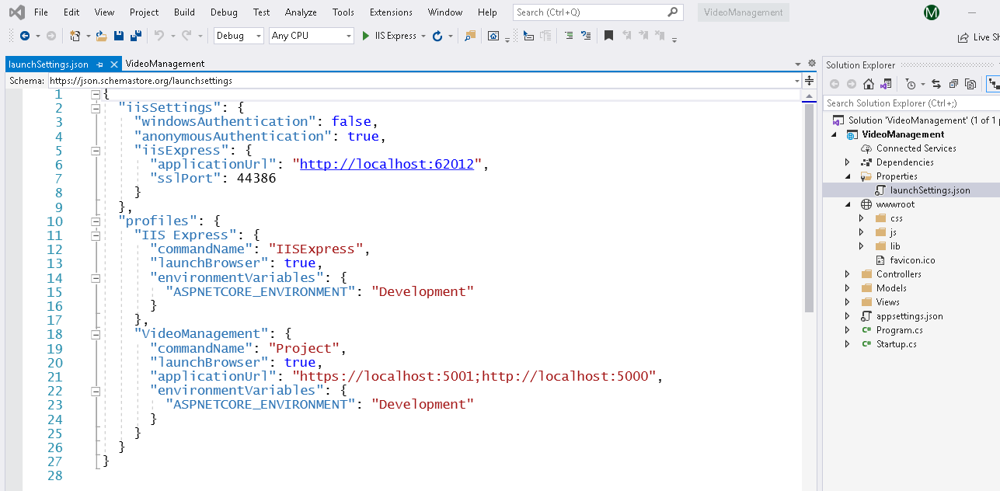 File Edit View Project Build Debug Test Analyze Tools Extensions Window Help Search (Ctrl+Q) VideoManagement M
Debug Any CPU IIS Express Live
launchSettings.json VideoManagement
Schema: https://json.schemastore.org/launchsettings
1 {
2 "iisSettings": {
3 "windowsAuthentication": false,
4 "anonymousAuthentication": true,
5 "iisExpress": {
6 "applicationUrl": "http://localhost:62012",
7 "sslPort": 44386
8 }
9 },
10 "profiles": {
11 "IIS Express": {
12 "commandName": "IISExpress",
13 "launchBrowser": true,
14 "environmentVariables": {
15 "ASPNETCORE_ENVIRONMENT": "Development"
16 }
17 },
18 "VideoManagement": {
19 "commandName": "Project",
20 "launchBrowser": true,
21 "applicationUrl": "https://localhost:5001;http://localhost:5000",
22 "environmentVariables": {
23 "ASPNETCORE_ENVIRONMENT": "Development"
24 }
25 }
26 }
27 }
28
Solution Explorer
Search Solution Explorer (Ctrl+;)
Solution 'VideoManagement' (1 of 1
VideoManagement
Connected Services
Dependencies
Properties
launchSettings.json
wwwroot
css
js
lib
favicon.ico
Controllers
Models
Views
appsettings.json
C# Program.cs
C# Startup.cs